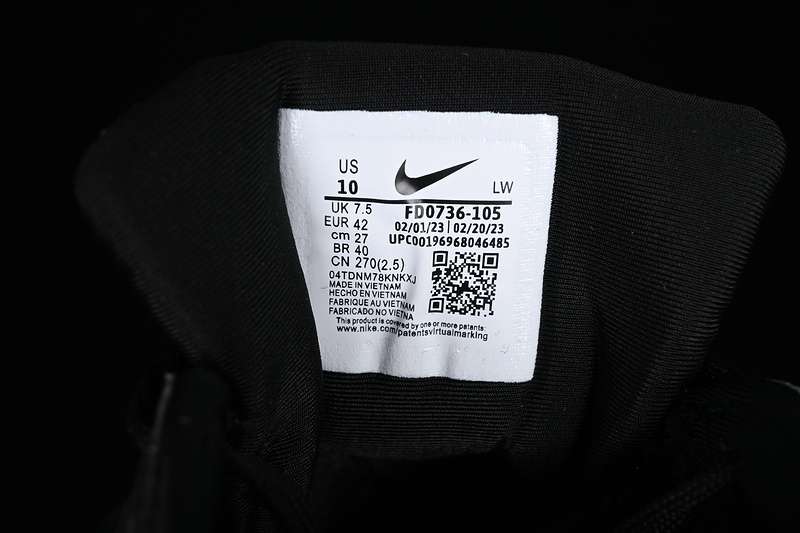 US
10
LW
UK 7.5
EUR 42
cm 27
BR 40
CN 270(2.5)
FD0736-105
02/01/23 | 02/20/23
UPC00196968046485
04TDNM78KNKXJ
MADE IN VIETNAM
HECHO EN VIETNAM
FABRIQUE AU VIETNAM
FABRICADO NO VIETNA
This product is covered by one or more patents:
www.nike.com/patentsvirtualmarking